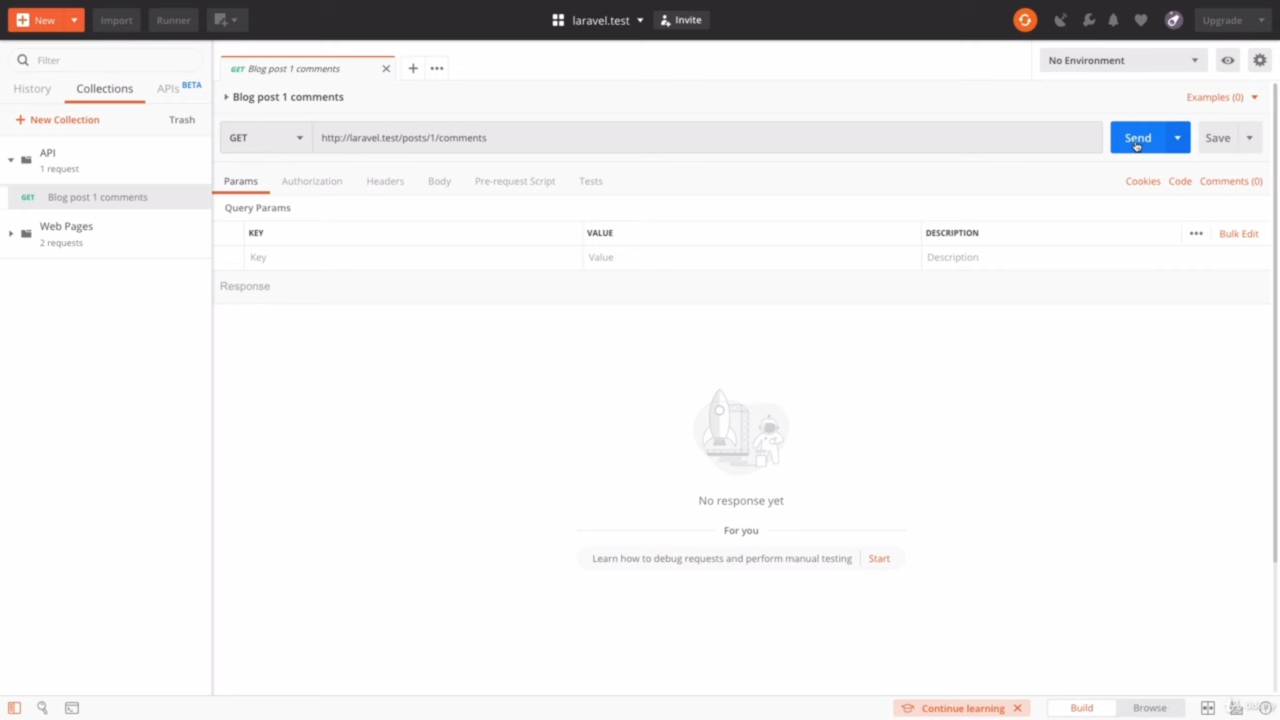 New
Import
Runner
laravel.test
Invite
Upgrade
Filter
History
Collections
APIs BETA
+ New Collection
Trash
API
1 request
GET Blog post 1 comments
Web Pages
2 requests
GET Blog post 1 comments
No Environment
Blog post 1 comments
Examples (0)
GET
http://laravel.test/posts/1/comments
Send
Save
Params
Authorization
Headers
Body
Pre-request Script
Tests
Cookies
Code
Comments (0)
Query Params
KEY
VALUE
DESCRIPTION
Bulk Edit
Key
Value
Description
Response
No response yet
For you
Learn how to debug requests and perform manual testing
Start
Continue learning
Build
Browse